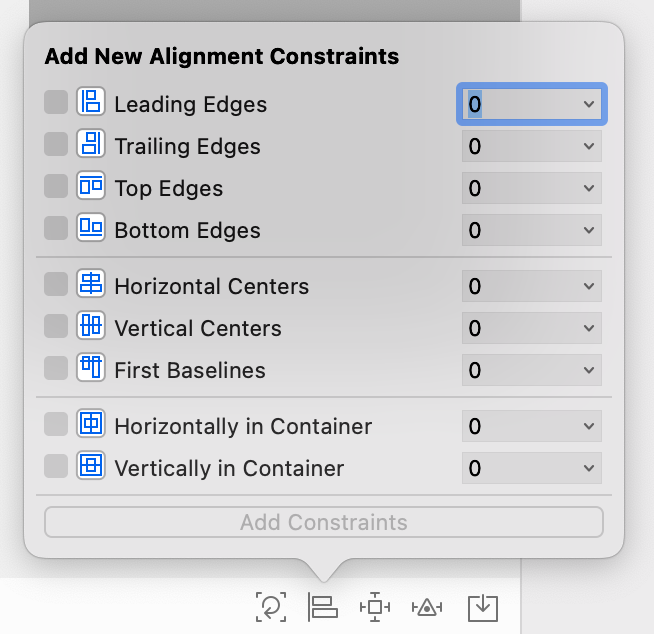 Add New Alignment Constraints
Leading Edges 0
Trailing Edges 0
Top Edges 0
Bottom Edges 0
Horizontal Centers 0
Vertical Centers 0
First Baselines 0
Horizontally in Container 0
Vertically in Container 0
Add Constraints